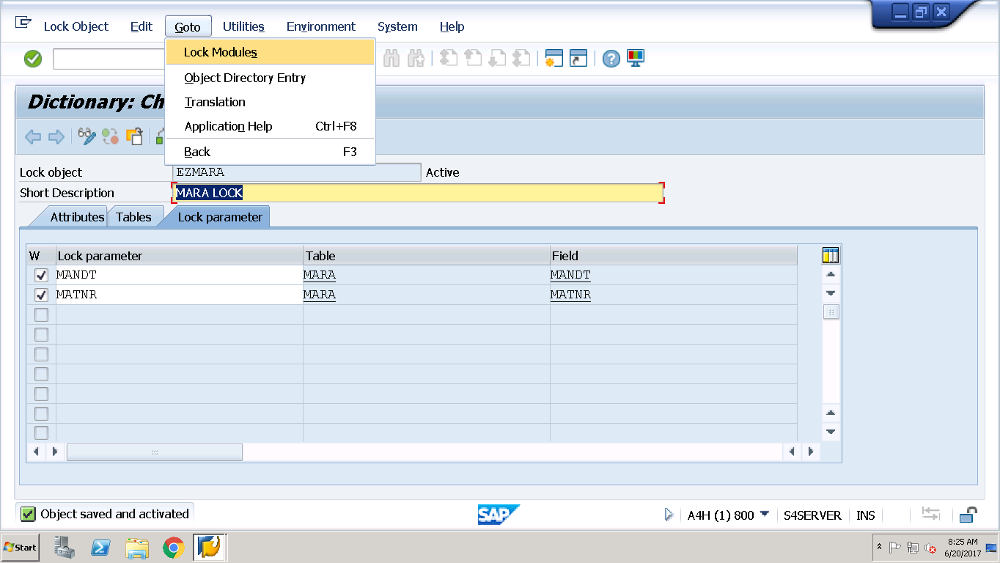 Lock Object Edit Goto Utilities Environment System Help
Lock Modules
Object Directory Entry
Translation
Application Help Ctrl+F8
Back F3
Dictionary: Ch
Lock object EZMARA Active
Short Description MARA LOCK
Attributes Tables Lock parameter
W Lock parameter Table Field
MANDT MARA MANDT
MATNR MARA MATNR
Object saved and activated SAP A4H (1) 800 S4SERVER INS
Start 8:25 AM
6/20/2017